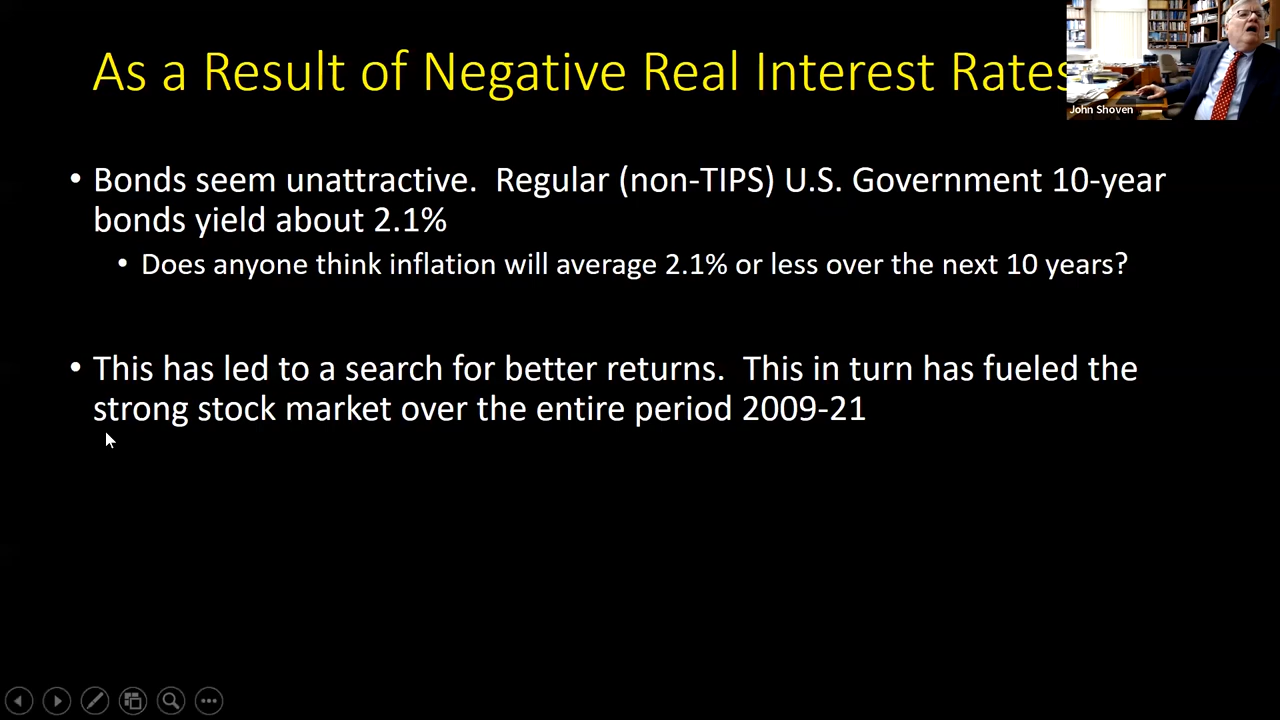 As a Result of Negative Real Interest Rates
John Shoven
• Bonds seem unattractive.  Regular (non-TIPS) U.S. Government 10-year
bonds yield about 2.1%
• Does anyone think inflation will average 2.1% or less over the next 10 years?
• This has led to a search for better returns.  This in turn has fueled the
strong stock market over the entire period 2009-21